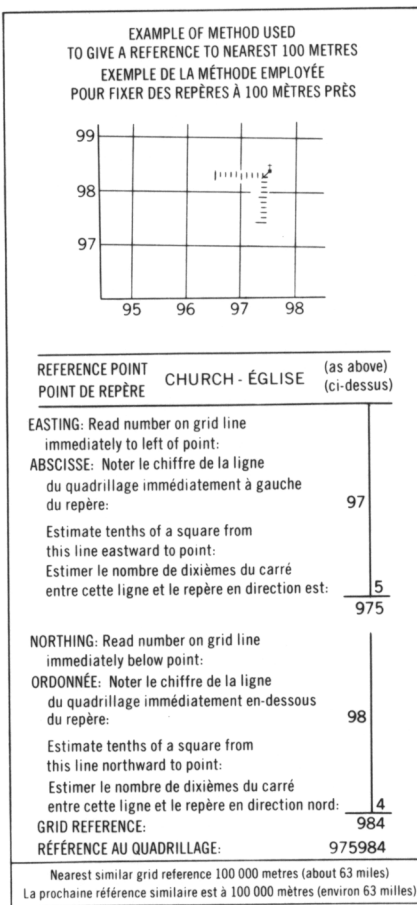 EXAMPLE OF METHOD USED
TO GIVE A REFERENCE TO NEAREST 100 METRES
EXEMPLE DE LA MÉTHODE EMPLOYÉE
POUR FIXER DES REPÈRES À 100 MÈTRES PRÈS
99
98
97
95 96 97 98
REFERENCE POINT
POINT DE REPÈRE
CHURCH - ÉGLISE
(as above)
(ci-dessus)
EASTING: Read number on grid line
immediately to left of point:
ABSCISSE: Noter le chiffre de la ligne
du quadrillage immédiatement à gauche
du repère: 97
Estimate tenths of a square from
this line eastward to point:
Estimer le nombre de dixièmes du carré
entre cette ligne et le repère en direction est: 5
975
NORTHING: Read number on grid line
immediately below point:
ORDONNÉE: Noter le chiffre de la ligne
du quadrillage immédiatement en-dessous
du repère: 98
Estimate tenths of a square from
this line northward to point:
Estimer le nombre de dixièmes du carré
entre cette ligne et le repère en direction nord: 4
GRID REFERENCE: 984
RÉFÉRENCE AU QUADRILLAGE: 975984
Nearest similar grid reference 100 000 metres (about 63 miles)
La prochaine référence similaire est à 100 000 mètres (environ 63 milles)